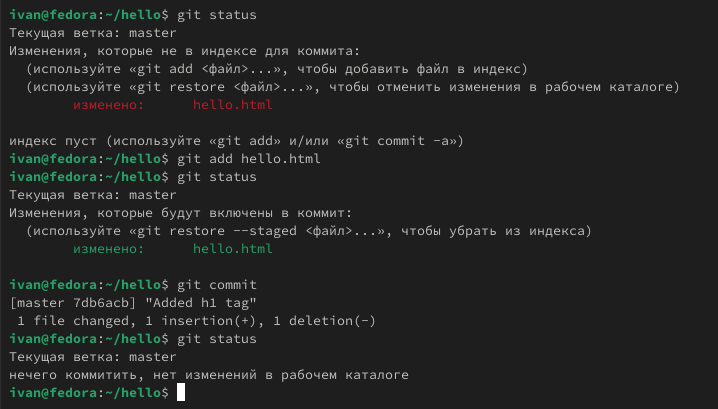 ivan@fedora:~/hello$ git status
Текущая ветка: master
Изменения, которые не в индексе для коммита:
  (используйте «git add <файл>...», чтобы добавить файл в индекс)
  (используйте «git restore <файл>...», чтобы отменить изменения в рабочем каталоге)
        изменено:      hello.html

индекс пуст (используйте «git add» и/или «git commit -a»)
ivan@fedora:~/hello$ git add hello.html
ivan@fedora:~/hello$ git status
Текущая ветка: master
Изменения, которые будут включены в коммит:
  (используйте «git restore --staged <файл>...», чтобы убрать из индекса)
        изменено:      hello.html

ivan@fedora:~/hello$ git commit
[master 7db6acb] "Added h1 tag"
 1 file changed, 1 insertion(+), 1 deletion(-)
ivan@fedora:~/hello$ git status
Текущая ветка: master
нечего коммитить, нет изменений в рабочем каталоге
ivan@fedora:~/hello$